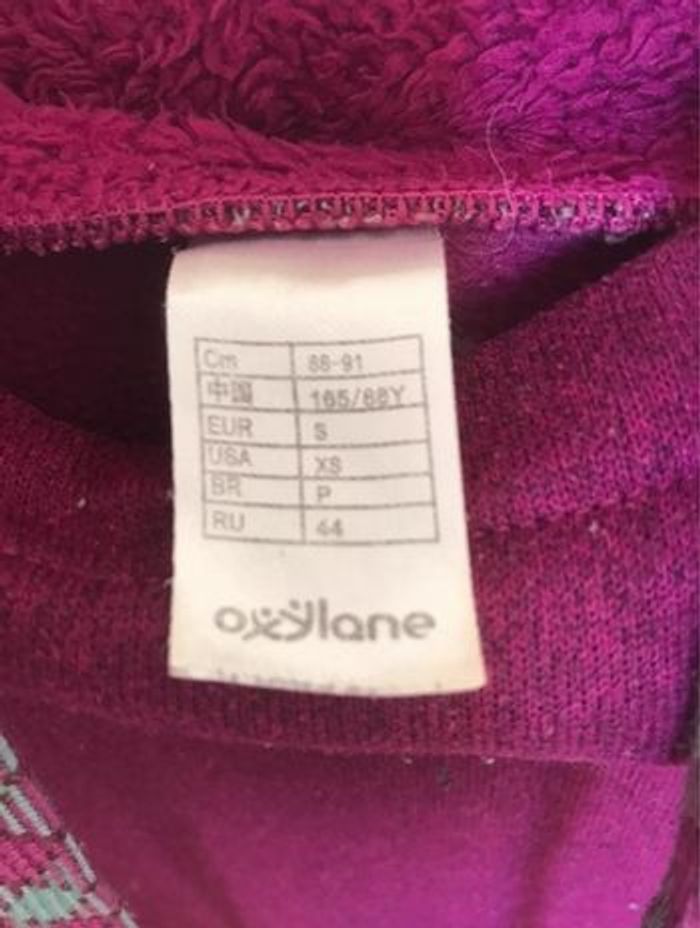 Cm 88-91
中国 165/88Y
EUR S
USA XS
BR P
RU 44
oxylane